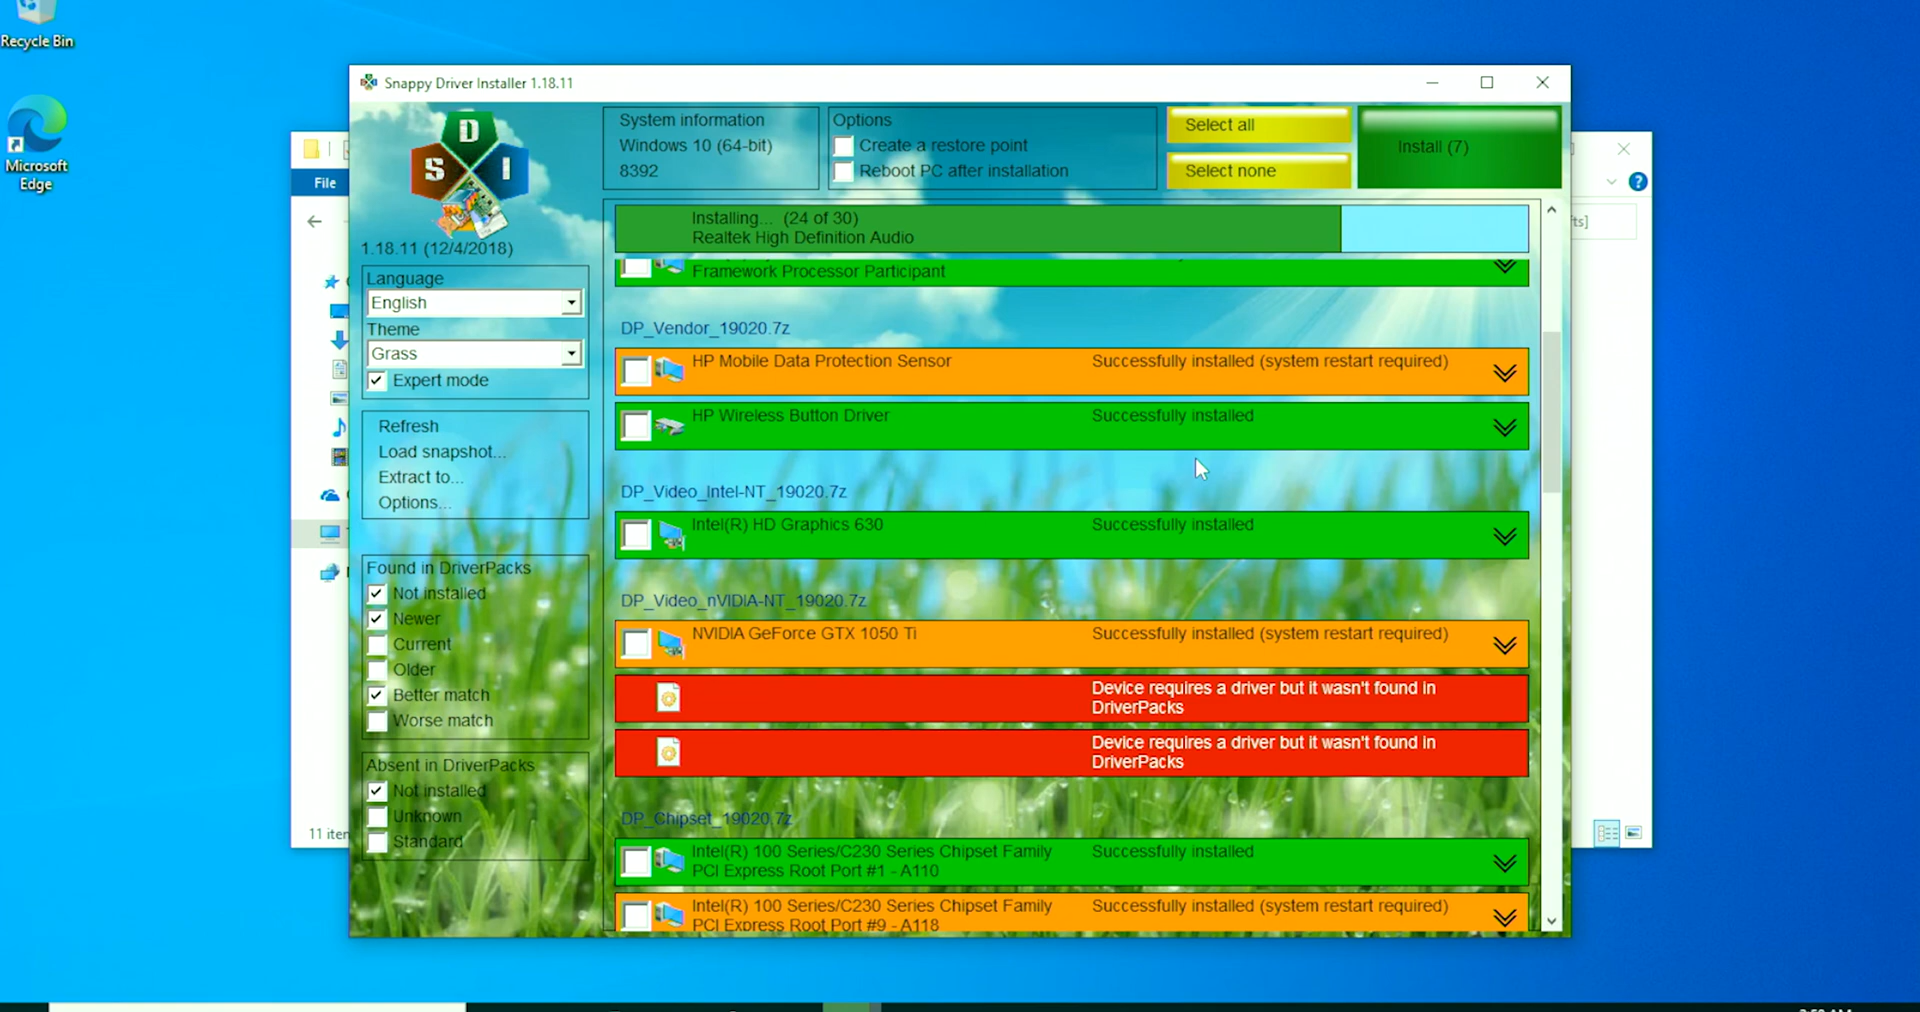 Recycle Bin
Microsoft
Edge
File
11 iten
Snappy Driver Installer 1.18.11
D
S I
1.18.11 (12/4/2018)
Language
English
Theme
Grass
Expert mode
Refresh
Load snapshot...
Extract to...
Options...
Found in DriverPacks
Not installed
Newer
Current
Older
Better match
Worse match
Absent in DriverPacks
Not installed
Unknown
Standard
System information
Windows 10 (64-bit)
8392
Options
Create a restore point
Reboot PC after installation
Select all
Select none
Install (7)
Installing... (24 of 30)
Realtek High Definition Audio
Framework Processor Participant
DP_Vendor_19020.7z
HP Mobile Data Protection Sensor Successfully installed (system restart required)
HP Wireless Button Driver Successfully installed
DP_Video_Intel-NT_19020.7z
Intel(R) HD Graphics 630 Successfully installed
DP_Video_nVIDIA-NT_19020.7z
NVIDIA GeForce GTX 1050 Ti Successfully installed (system restart required)
Device requires a driver but it wasn't found in
DriverPacks
Device requires a driver but it wasn't found in
DriverPacks
DP_Chipset_19020.7z
Intel(R) 100 Series/C230 Series Chipset Family Successfully installed
PCI Express Root Port #1 - A110
Intel(R) 100 Series/C230 Series Chipset Family Successfully installed (system restart required)
PCI Express Root Port #9 - A118
ts]